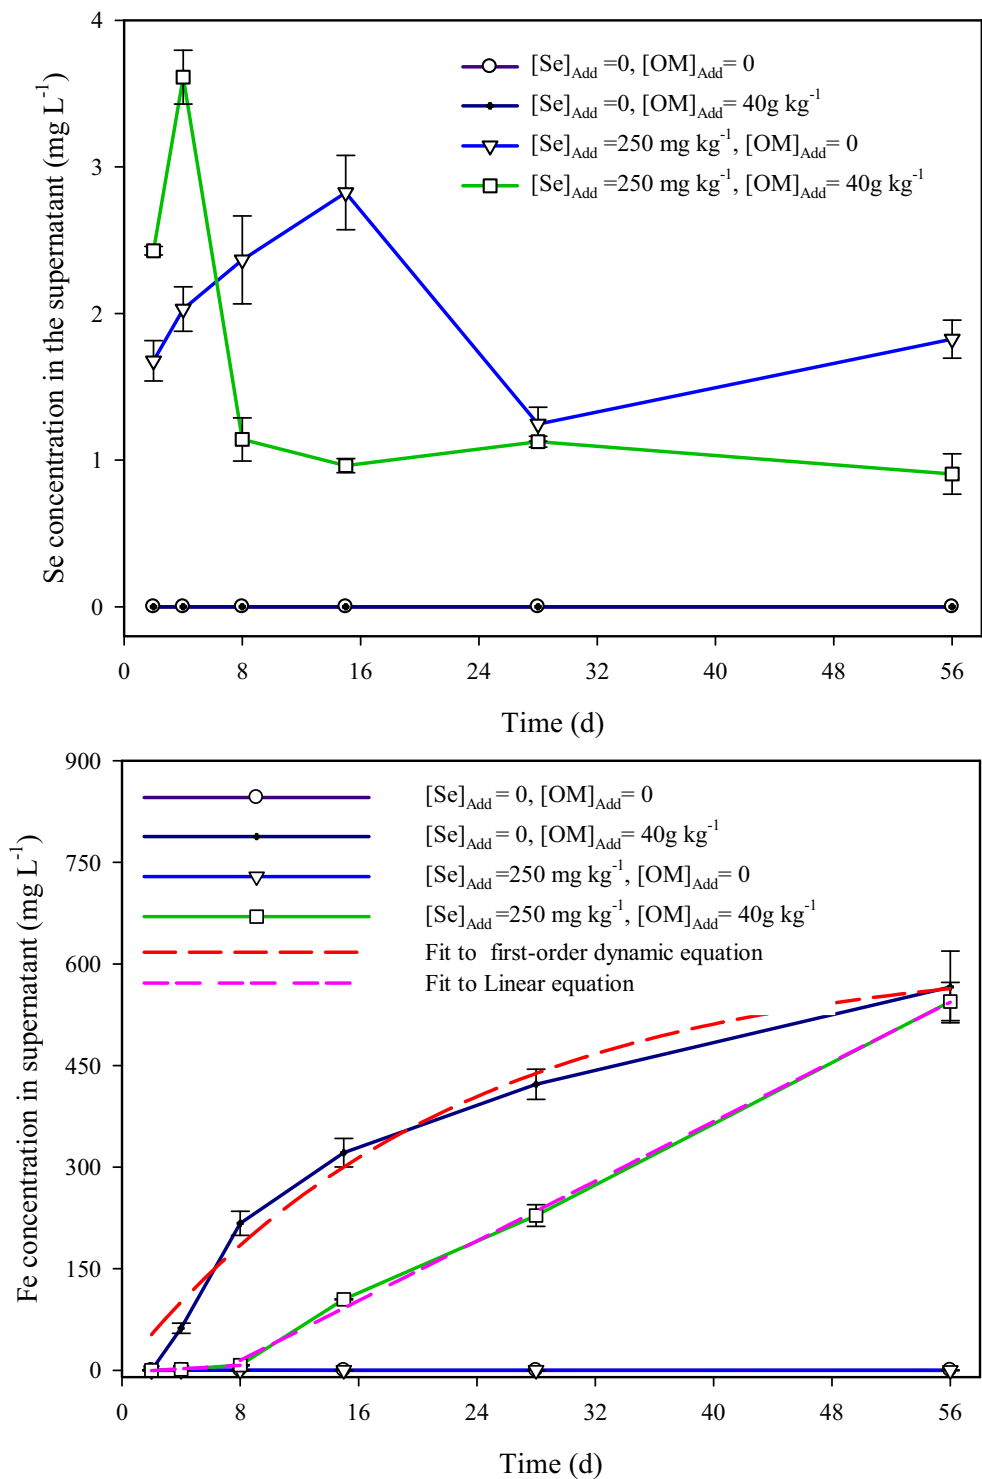 4
3
2
1
0
Se concentration in the supernatant (mg L⁻¹)
[Se]Add =0, [OM]Add= 0
[Se]Add =0, [OM]Add= 40g kg⁻¹
[Se]Add =250 mg kg⁻¹, [OM]Add= 0
[Se]Add =250 mg kg⁻¹, [OM]Add= 40g kg⁻¹
0 8 16 24 32 40 48 56
Time (d)
900
750
600
450
300
150
0
Fe concentration in supernatant (mg L⁻¹)
[Se]Add = 0, [OM]Add= 0
[Se]Add = 0, [OM]Add= 40g kg⁻¹
[Se]Add =250 mg kg⁻¹, [OM]Add= 0
[Se]Add =250 mg kg⁻¹, [OM]Add= 40g kg⁻¹
Fit to first-order dynamic equation
Fit to Linear equation
0 8 16 24 32 40 48 56
Time (d)